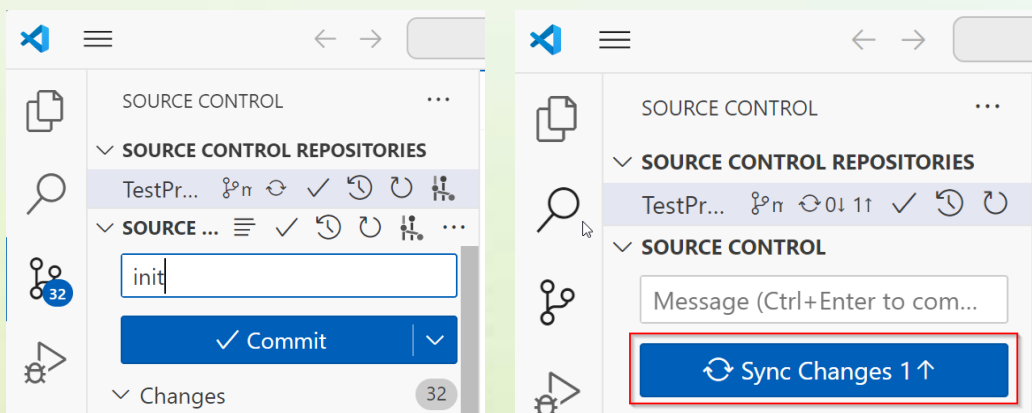 SOURCE CONTROL
SOURCE CONTROL REPOSITORIES
TestPr...
SOURCE ...
init
32
Commit
Changes 32
SOURCE CONTROL
SOURCE CONTROL REPOSITORIES
TestPr... 0↓ 1↑
SOURCE CONTROL
Message (Ctrl+Enter to com...
Sync Changes 1↑